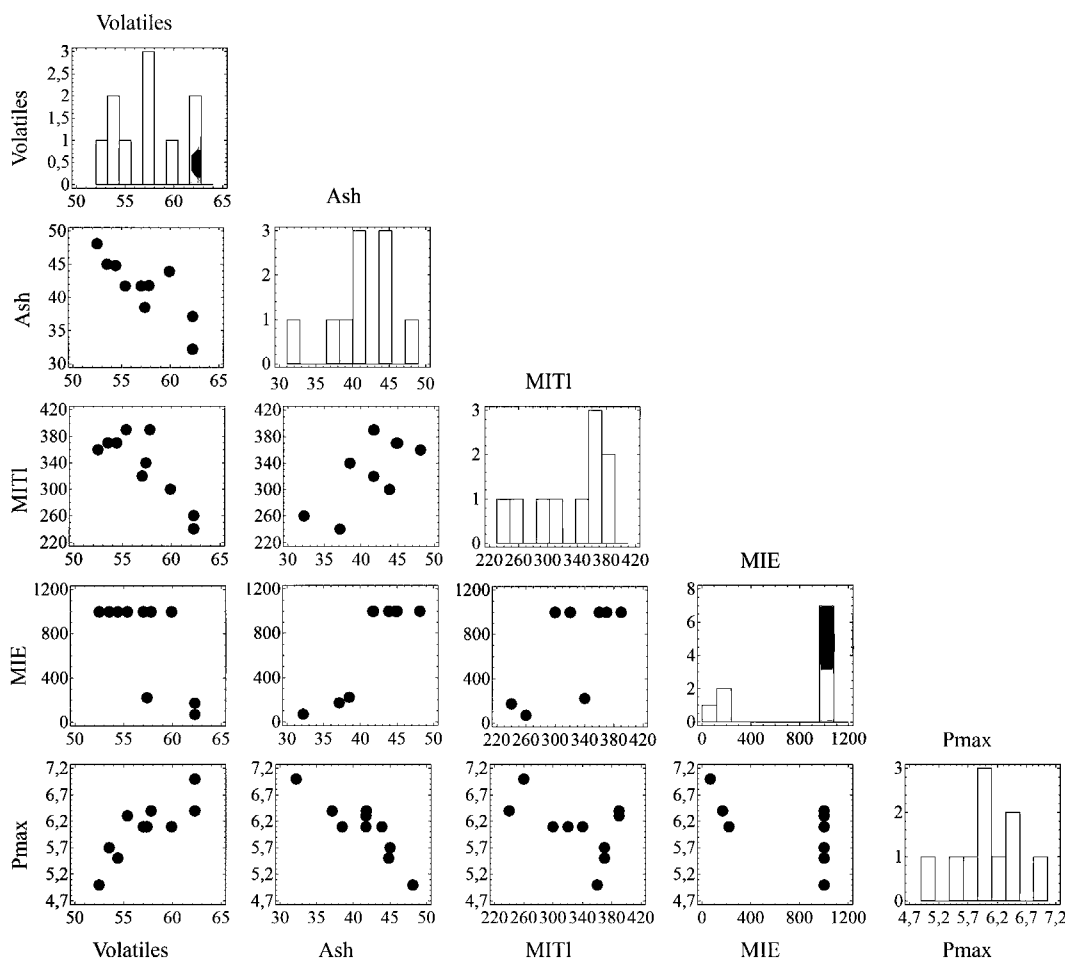 Volatiles
Volatiles
3
2,5
2
1,5
1
0,5
0
50 55 60 65
Ash
Ash
50
45
40
35
30
50 55 60 65
3
2
1
0
30 35 40 45 50
MITl
MITl
420
380
340
300
260
220
50 55 60 65
420
380
340
300
260
220
30 35 40 45 50
3
2
1
0
220 260 300 340 380 420
MIE
MIE
1200
800
400
0
50 55 60 65
1200
800
400
0
30 35 40 45 50
1200
800
400
0
220 260 300 340 380 420
8
6
4
2
0
0 400 800 1200
Pmax
Pmax
7,2
6,7
6,2
5,7
5,2
4,7
50 55 60 65
7,2
6,7
6,2
5,7
5,2
4,7
30 35 40 45 50
7,2
6,7
6,2
5,7
5,2
4,7
220 260 300 340 380 420
7,2
6,7
6,2
5,7
5,2
4,7
0 400 800 1200
3
2
1
0
4,7 5,2 5,7 6,2 6,7 7,2
Volatiles Ash MITl MIE Pmax